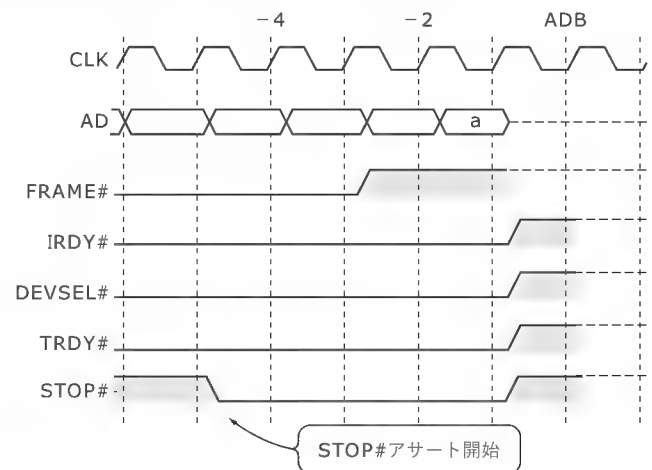 −4 −2 ADB
CLK
AD a
FRAME#
IRDY#
DEVSEL#
TRDY#
STOP#
STOP#アサート開始